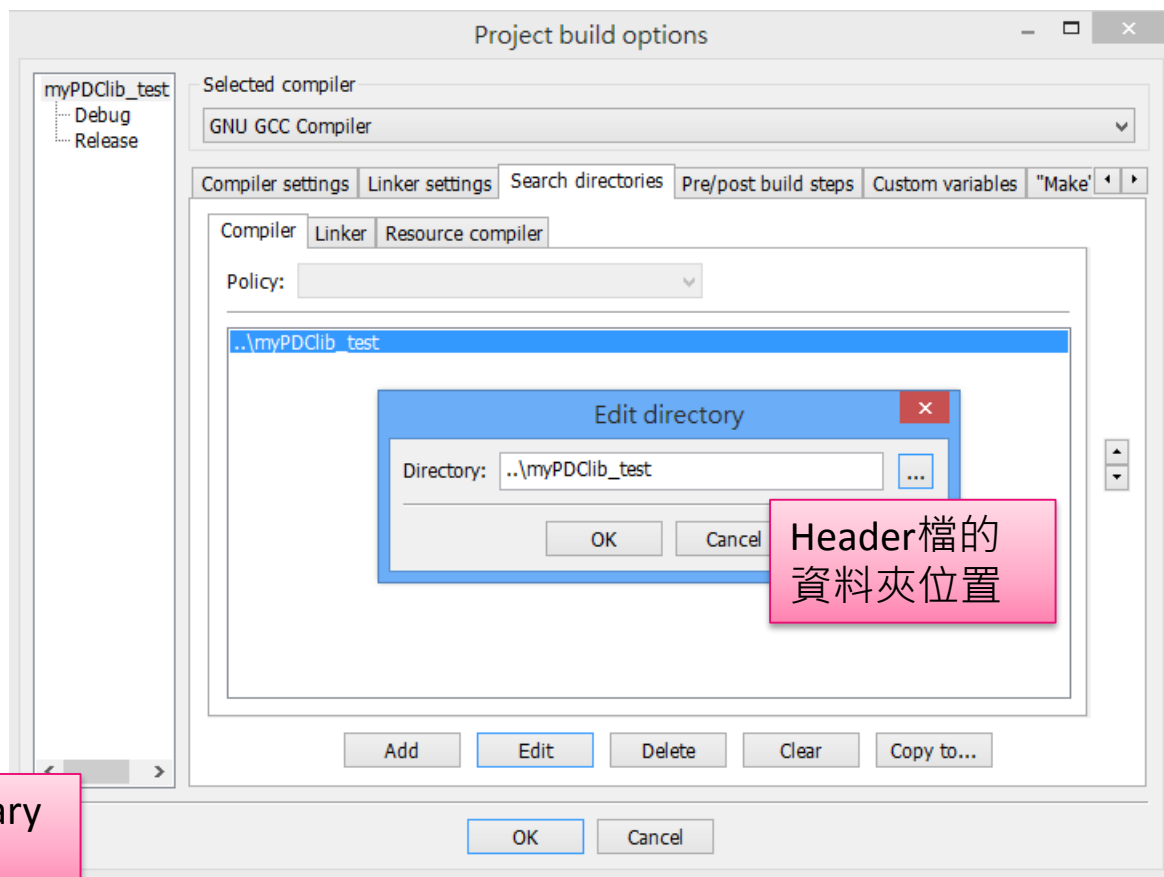 Project build options
myPDClib_test
Debug
Release
Selected compiler
GNU GCC Compiler
Compiler settings Linker settings Search directories Pre/post build steps Custom variables "Make"
Compiler Linker Resource compiler
Policy:
..\myPDClib_test
Edit directory
Directory: ..\myPDClib_test ...
OK Cancel
Header檔的
資料夾位置
Add Edit Delete Clear Copy to...
OK Cancel